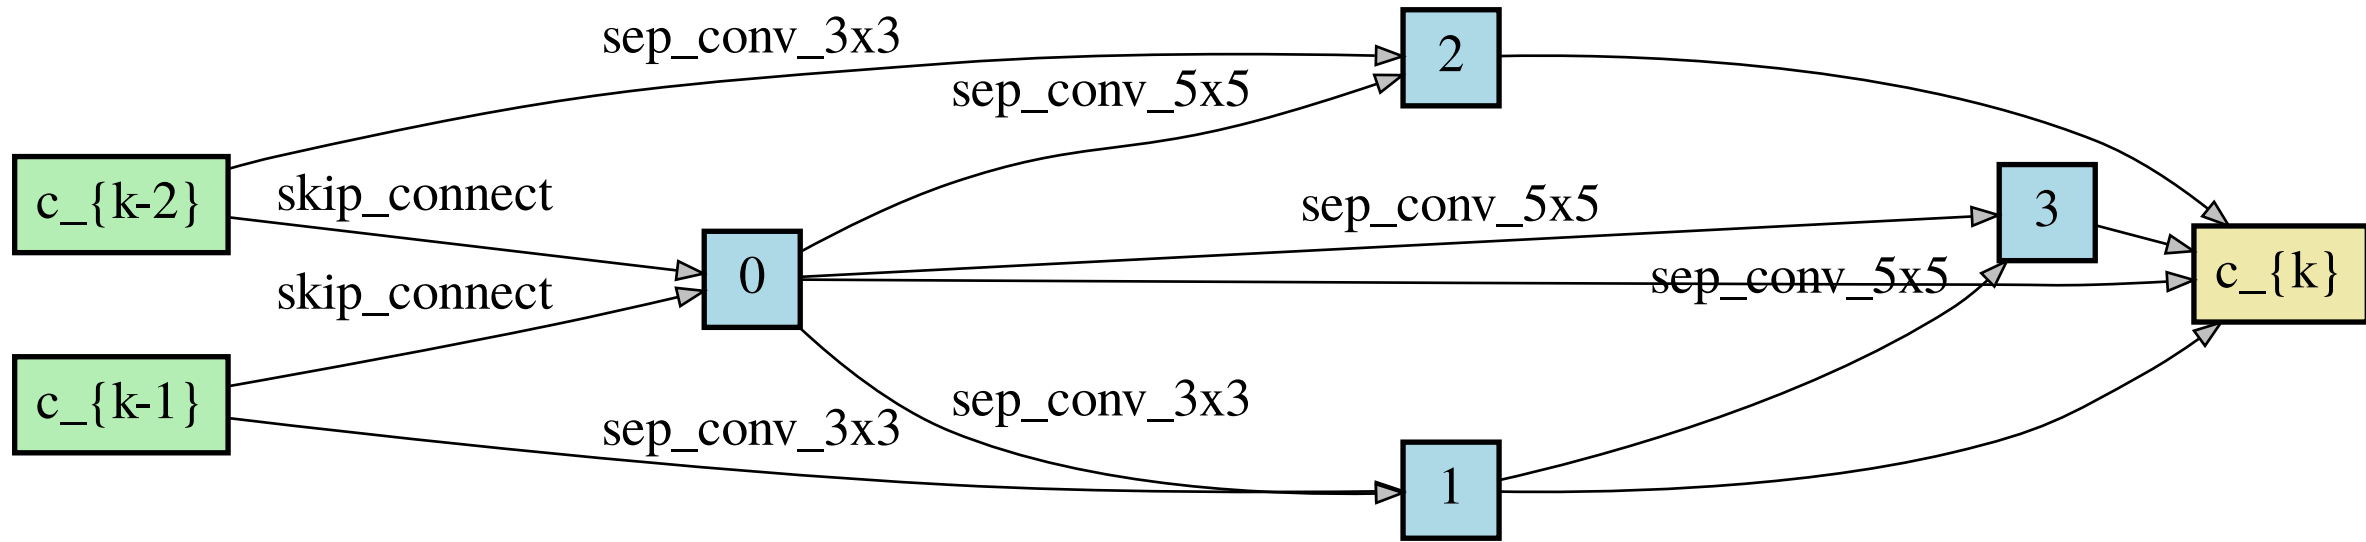 sep_conv_3x3
2
sep_conv_5x5
c_{k-2}
skip_connect
sep_conv_5x5
3
0
sep_conv_5x5
c_{k}
skip_connect
c_{k-1}
sep_conv_3x3
sep_conv_3x3
1